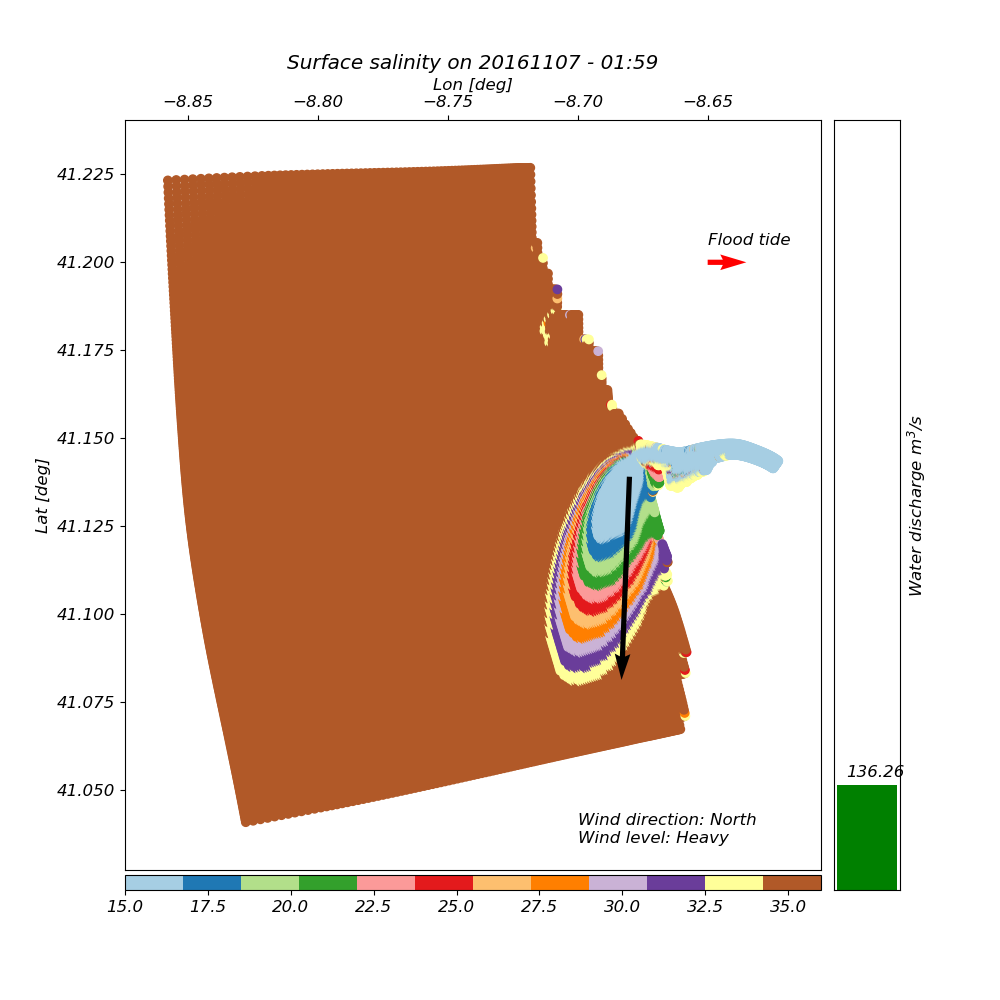 Surface salinity on 20161107 - 01:59
Lon [deg]
−8.85 −8.80 −8.75 −8.70 −8.65
41.225
41.200
41.175
41.150
41.125
41.100
41.075
41.050
Lat [deg]
Flood tide
Wind direction: North
Wind level: Heavy
136.26
Water discharge m³/s
15.0 17.5 20.0 22.5 25.0 27.5 30.0 32.5 35.0